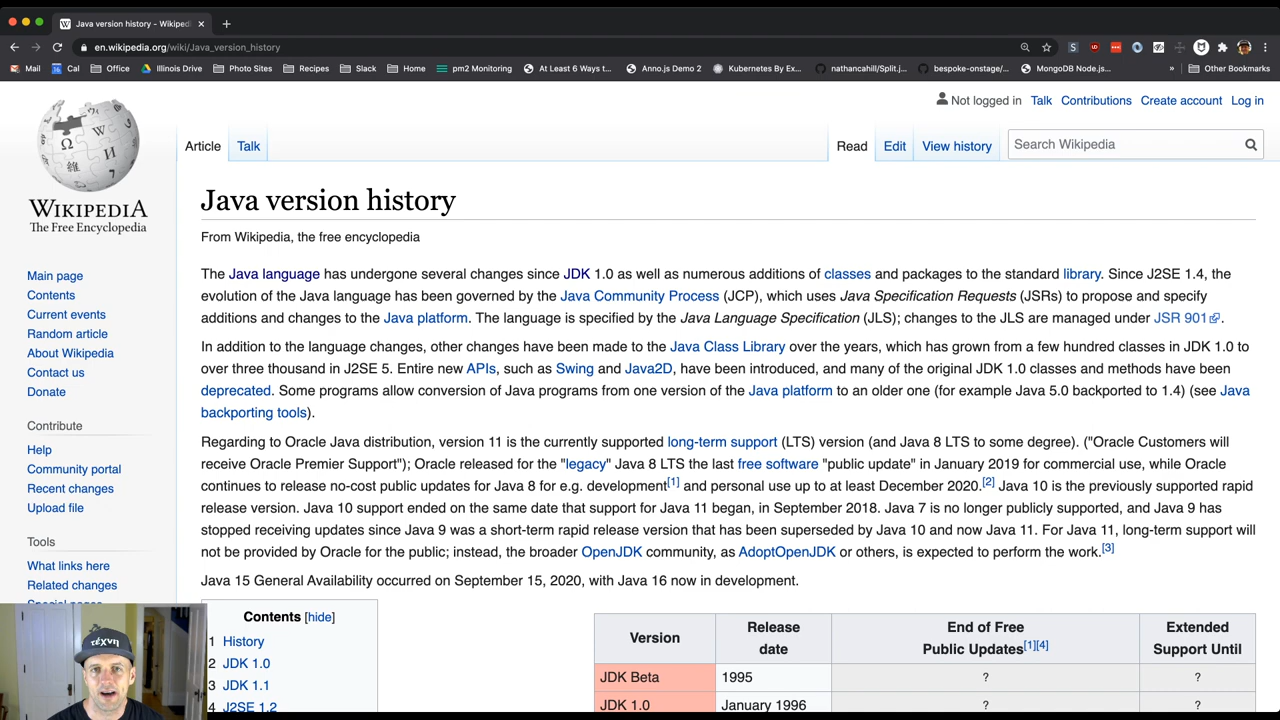 Java version history - Wikiped
en.wikipedia.org/wiki/Java_version_history
Mail Cal Office Illinois Drive Photo Sites Recipes Slack Home pm2 Monitoring At Least 6 Ways t... Anno.js Demo 2 Kubernetes By Ex... nathancahill/Split.j... bespoke-onstage/... MongoDB Node.js... » Other Bookmarks
Not logged in Talk Contributions Create account Log in
Article Talk Read Edit View history Search Wikipedia
WIKIPEDIA
The Free Encyclopedia
Main page
Contents
Current events
Random article
About Wikipedia
Contact us
Donate
Contribute
Help
Community portal
Recent changes
Upload file
Tools
What links here
Related changes
Java version history
From Wikipedia, the free encyclopedia
The Java language has undergone several changes since JDK 1.0 as well as numerous additions of classes and packages to the standard library. Since J2SE 1.4, the
evolution of the Java language has been governed by the Java Community Process (JCP), which uses Java Specification Requests (JSRs) to propose and specify
additions and changes to the Java platform. The language is specified by the Java Language Specification (JLS); changes to the JLS are managed under JSR 901.
In addition to the language changes, other changes have been made to the Java Class Library over the years, which has grown from a few hundred classes in JDK 1.0 to
over three thousand in J2SE 5. Entire new APIs, such as Swing and Java2D, have been introduced, and many of the original JDK 1.0 classes and methods have been
deprecated. Some programs allow conversion of Java programs from one version of the Java platform to an older one (for example Java 5.0 backported to 1.4) (see Java
backporting tools).
Regarding to Oracle Java distribution, version 11 is the currently supported long-term support (LTS) version (and Java 8 LTS to some degree). ("Oracle Customers will
receive Oracle Premier Support"); Oracle released for the "legacy" Java 8 LTS the last free software "public update" in January 2019 for commercial use, while Oracle
continues to release no-cost public updates for Java 8 for e.g. development[1] and personal use up to at least December 2020.[2] Java 10 is the previously supported rapid
release version. Java 10 support ended on the same date that support for Java 11 began, in September 2018. Java 7 is no longer publicly supported, and Java 9 has
stopped receiving updates since Java 9 was a short-term rapid release version that has been superseded by Java 10 and now Java 11. For Java 11, long-term support will
not be provided by Oracle for the public; instead, the broader OpenJDK community, as AdoptOpenJDK or others, is expected to perform the work.[3]
Java 15 General Availability occurred on September 15, 2020, with Java 16 now in development.
Contents [hide]
1 History
2 JDK 1.0
3 JDK 1.1
4 J2SE 1.2
Version Release date End of Free Public Updates[1][4] Extended Support Until
JDK Beta 1995 ? ?
JDK 1.0 January 1996 ? ?
τέχνη